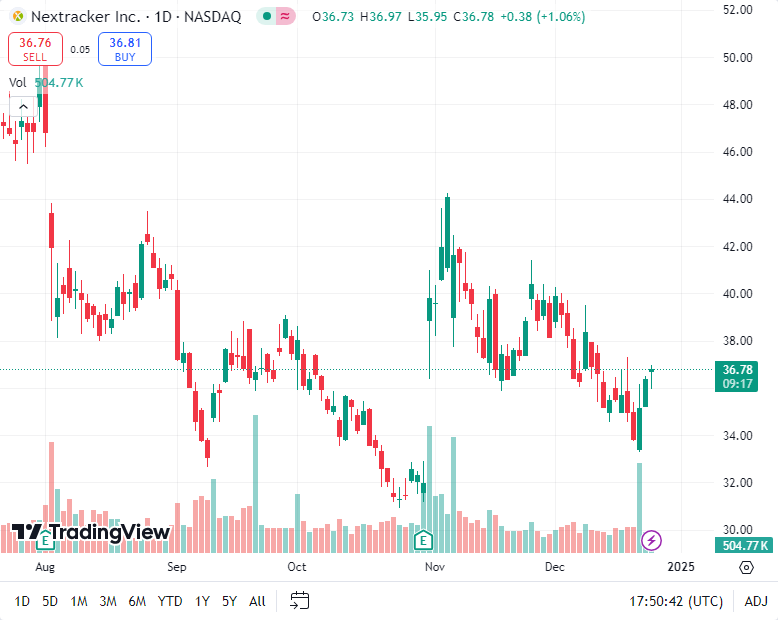 Nextracker Inc. · 1D · NASDAQ O36.73 H36.97 L35.95 C36.78 +0.38 (+1.06%)
36.76
SELL
0.05
36.81
BUY
Vol 504.77 K
52.00
50.00
48.00
46.00
44.00
42.00
40.00
38.00
36.78
09:17
34.00
32.00
30.00
504.77 K
TradingView
E
E
Aug Sep Oct Nov Dec 2025
1D 5D 1M 3M 6M YTD 1Y 5Y All 17:50:42 (UTC) ADJ